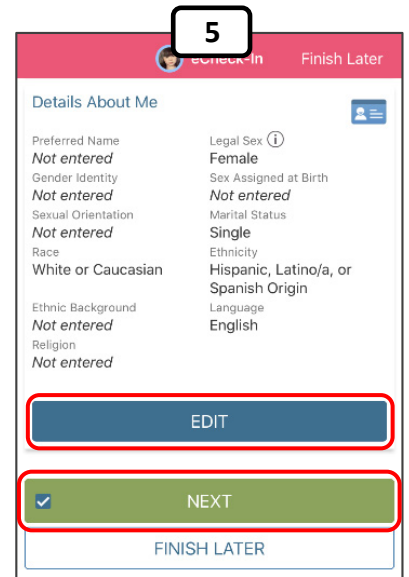 5
eCheck-In Finish Later
Details About Me
Preferred Name Legal Sex
Not entered Female
Gender Identity Sex Assigned at Birth
Not entered Not entered
Sexual Orientation Marital Status
Not entered Single
Race Ethnicity
White or Caucasian Hispanic, Latino/a, or
Spanish Origin
Ethnic Background Language
Not entered English
Religion
Not entered
EDIT
NEXT
FINISH LATER